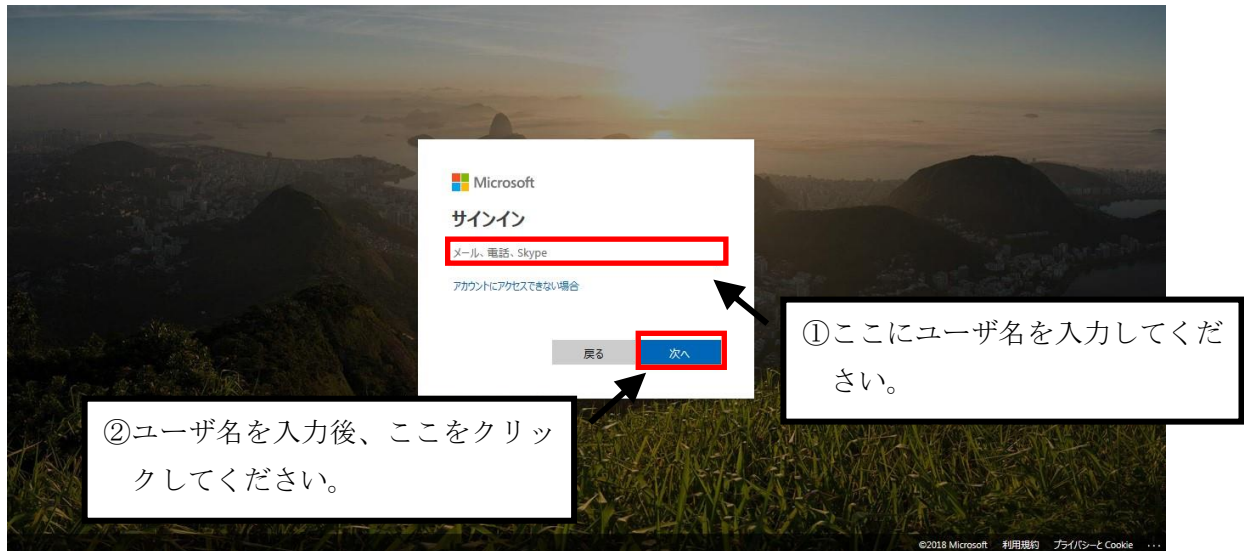 Microsoft
サインイン
メール、電話、Skype
アカウントにアクセスできない場合
戻る
次へ
①ここにユーザ名を入力してくだ
さい。
②ユーザ名を入力後、ここをクリッ
クしてください。
©2018 Microsoft 利用規約 プライバシーと Cookie ...